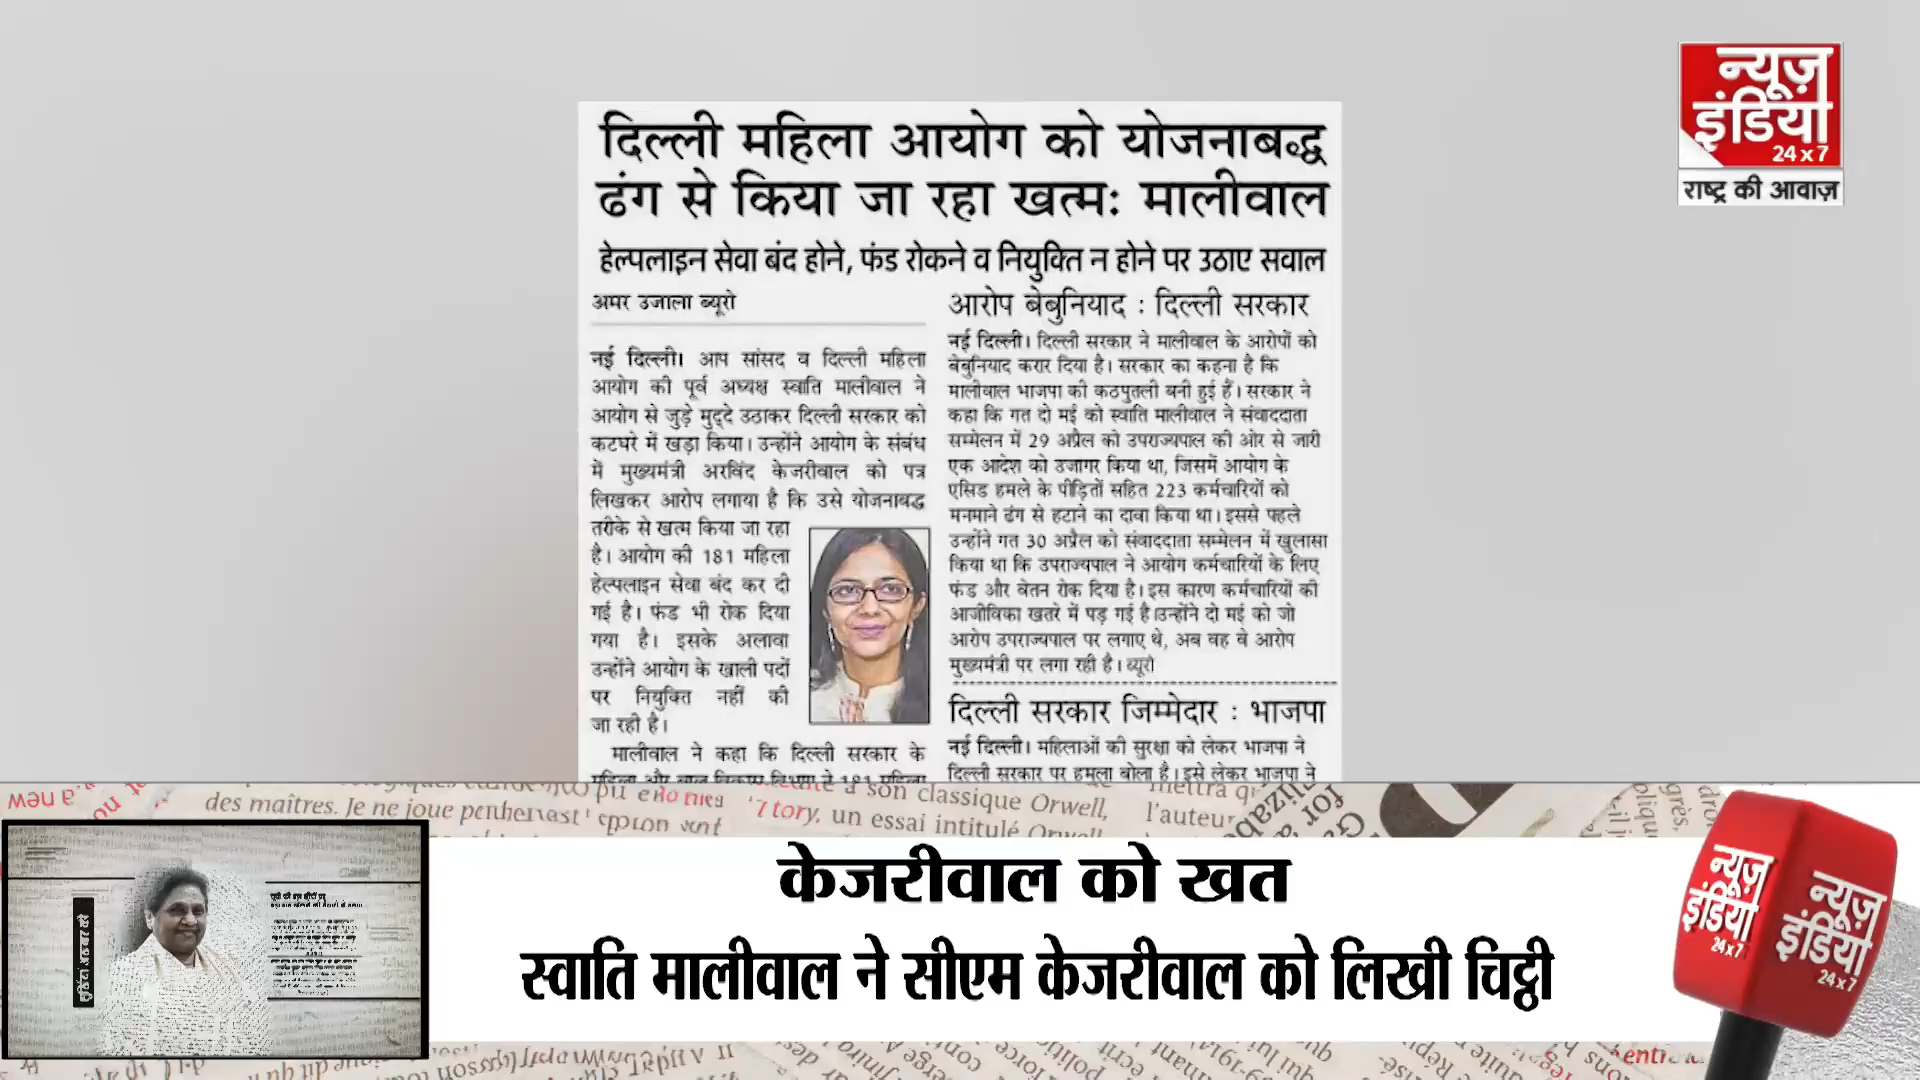 न्यूज़
इंडिया
24x7
राष्ट्र की आवाज़
दिल्ली महिला आयोग को योजनाबद्ध
ढंग से किया जा रहा खत्म: मालीवाल
हेल्पलाइन सेवा बंद होने, फंड रोकने व नियुक्ति न होने पर उठाए सवाल
अमर उजाला ब्यूरो
नई दिल्ली। आप सांसद व दिल्ली महिला
आयोग की पूर्व अध्यक्ष स्वाति मालीवाल ने
आयोग से जुड़े मुद्दे उठाकर दिल्ली सरकार को
कटघरे में खड़ा किया। उन्होंने आयोग के संबंध
में मुख्यमंत्री अरविंद केजरीवाल को पत्र
लिखकर आरोप लगाया है कि उसे योजनाबद्ध
तरीके से खत्म किया जा रहा
है। आयोग की 181 महिला
हेल्पलाइन सेवा बंद कर दी
गई है। फंड भी रोक दिया
गया है। इसके अलावा
उन्होंने आयोग के खाली पदों
पर नियुक्ति नहीं की
जा रही है।
मालीवाल ने कहा कि दिल्ली सरकार के
महिला और बाल विकास विभाग ने 181 महिला
आरोप बेबुनियाद : दिल्ली सरकार
नई दिल्ली। दिल्ली सरकार ने मालीवाल के आरोपों को
बेबुनियाद करार दिया है। सरकार का कहना है कि
मालीवाल भाजपा की कठपुतली बनी हुई हैं। सरकार ने
कहा कि गत दो मई को स्वाति मालीवाल ने संवाददाता
सम्मेलन में 29 अप्रैल को उपराज्यपाल की ओर से जारी
एक आदेश को उजागर किया था, जिसमें आयोग के
एसिड हमले के पीड़ितों सहित 223 कर्मचारियों को
मनमाने ढंग से हटाने का दावा किया था। इससे पहले
उन्होंने गत 30 अप्रैल को संवाददाता सम्मेलन में खुलासा
किया था कि उपराज्यपाल ने आयोग कर्मचारियों के लिए
फंड और वेतन रोक दिया है। इस कारण कर्मचारियों की
आजीविका खतरे में पड़ गई है।उन्होंने दो मई को जो
आरोप उपराज्यपाल पर लगाए थे, अब वह वे आरोप
मुख्यमंत्री पर लगा रही है। ब्यूरो
दिल्ली सरकार जिम्मेदार : भाजपा
नई दिल्ली। महिलाओं की सुरक्षा को लेकर भाजपा ने
दिल्ली सरकार पर हमला बोला है। इसे लेकर भाजपा ने
des maîtres. Je ne joue
a son classique Orwell,
tory, un essai intitulé Orwell
l'auteur
केजरीवाल को खत
स्वाति मालीवाल ने सीएम केजरीवाल को लिखी चिट्ठी
न्यूज़
इंडिया
24x7
न्यूज़
इंडिया
24x7